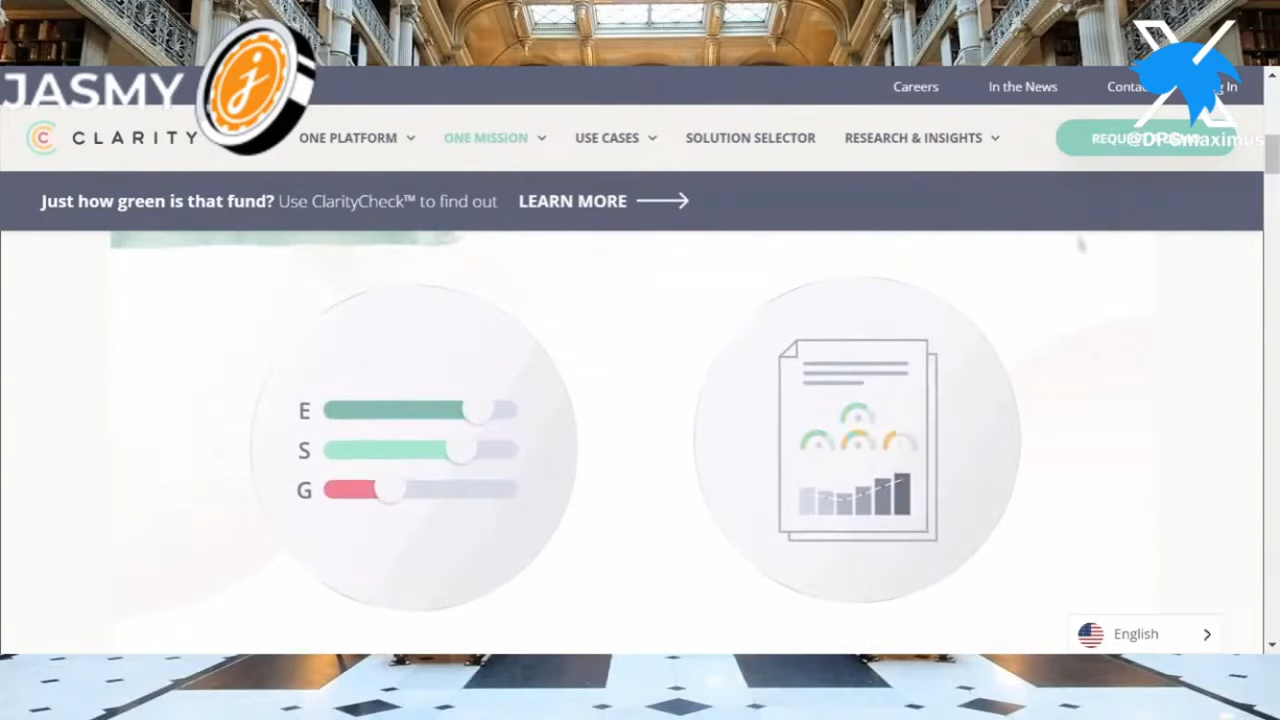 Careers In the News
JASMY
CLARITY ONE PLATFORM ONE MISSION USE CASES SOLUTION SELECTOR RESEARCH & INSIGHTS
@DPGmaximus
Just how green is that fund? Use ClarityCheck™ to find out LEARN MORE
E
S
G
English